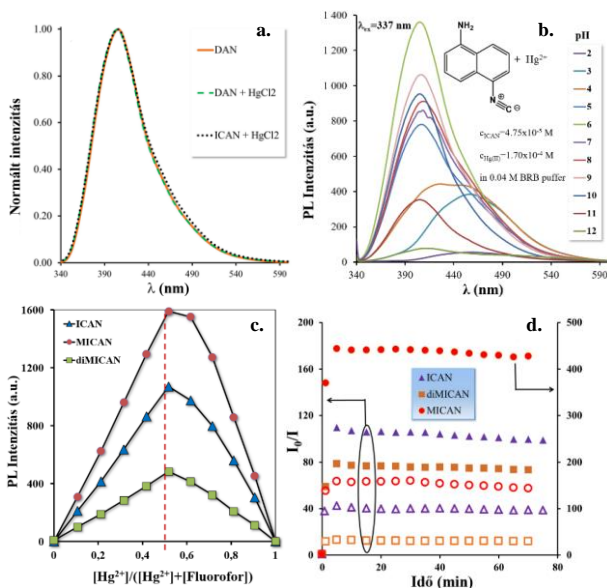 a.
1.00
0.80
0.60
0.40
0.20
0.00
Normált intenzitás
DAN
DAN + HgCl2
ICAN + HgCl2
340 390 440 490 540 590
λ (nm)
b.
λex=337 nm
1 400
1 200
1 000
800
600
400
200
0
PL Intenzitás (a.u.)
NH₂
+ Hg²⁺
N⊕
C⊖
cICAN=4.75x10⁻⁵ M
cHg(II)=1.70x10⁻⁴ M
in 0.04 M BRB puffer
pH
2
3
4
5
6
7
8
9
10
11
12
340 390 440 490 540 590
λ (nm)
c.
1600
1200
800
400
0
PL Intenzitás (a.u.)
ICAN
MICAN
diMICAN
0 0,2 0,4 0,6 0,8 1
[Hg²⁺]/([Hg²⁺]+[Fluorofor])
d.
200
160
120
80
40
0
I₀/I
500
400
300
200
100
0
ICAN
diMICAN
MICAN
0 20 40 60 80
Idő (min)